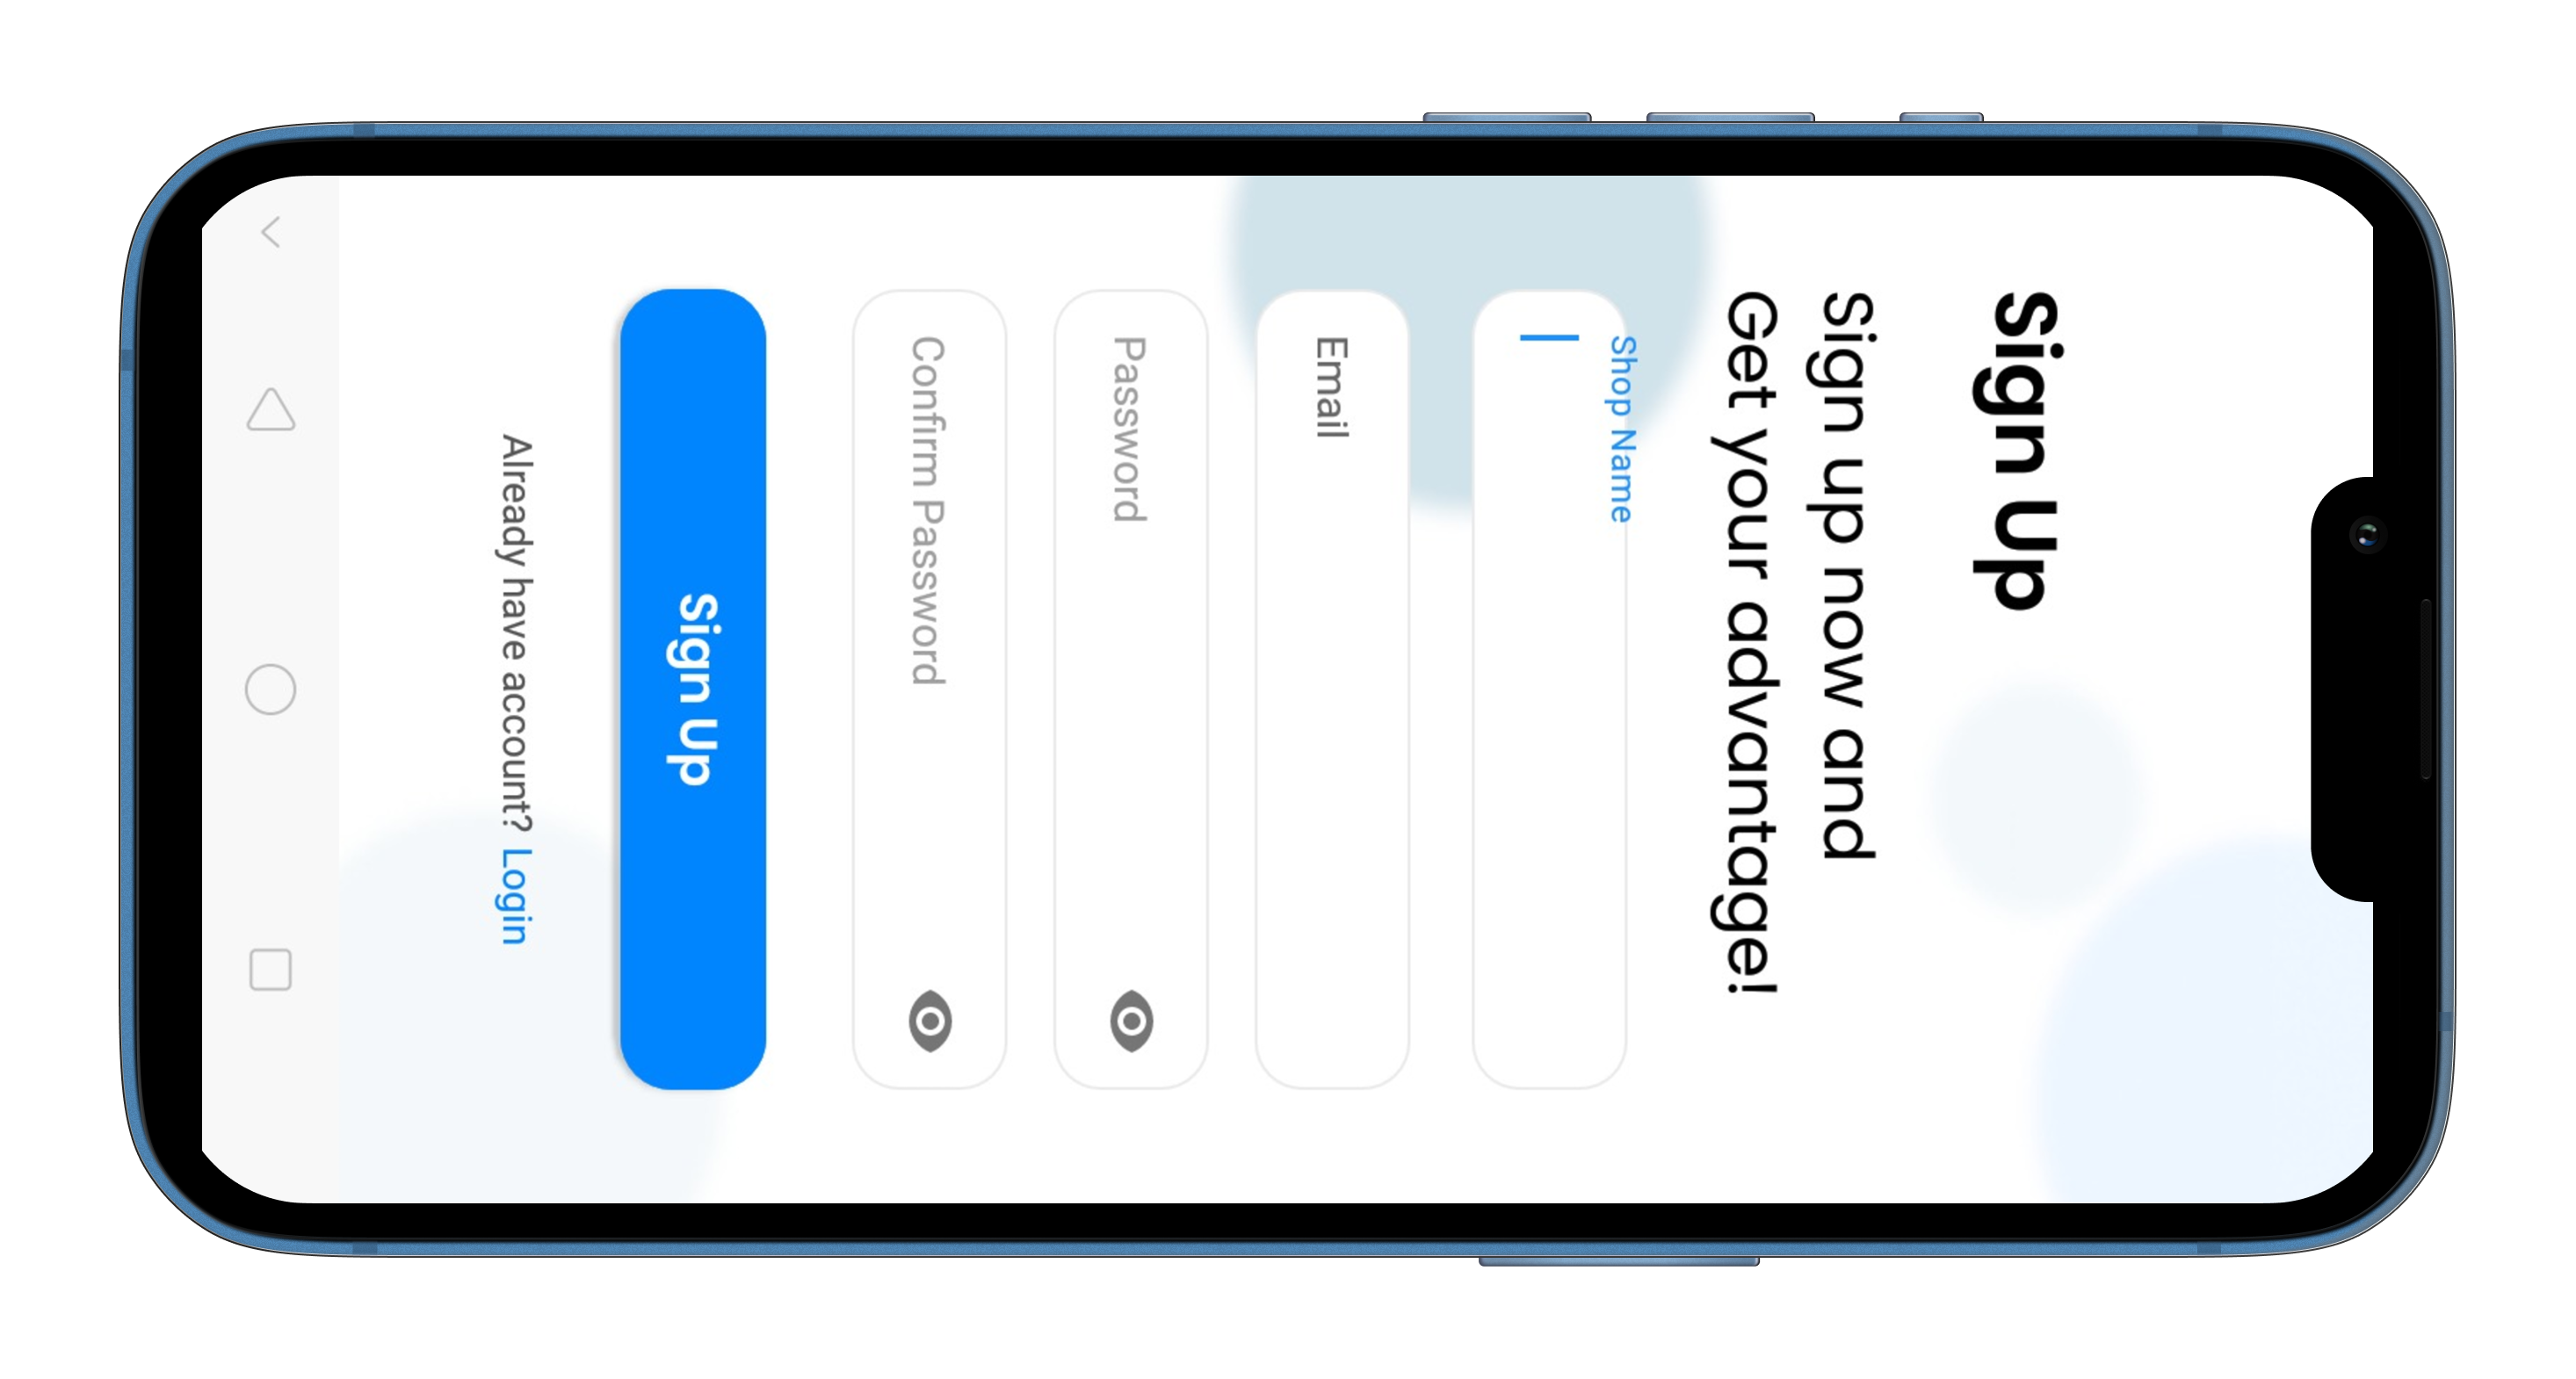 Sign Up
Sign up now and
Get your advantage!
Shop Name
Email
Password
Confirm Password
Sign Up
Already have account? Login